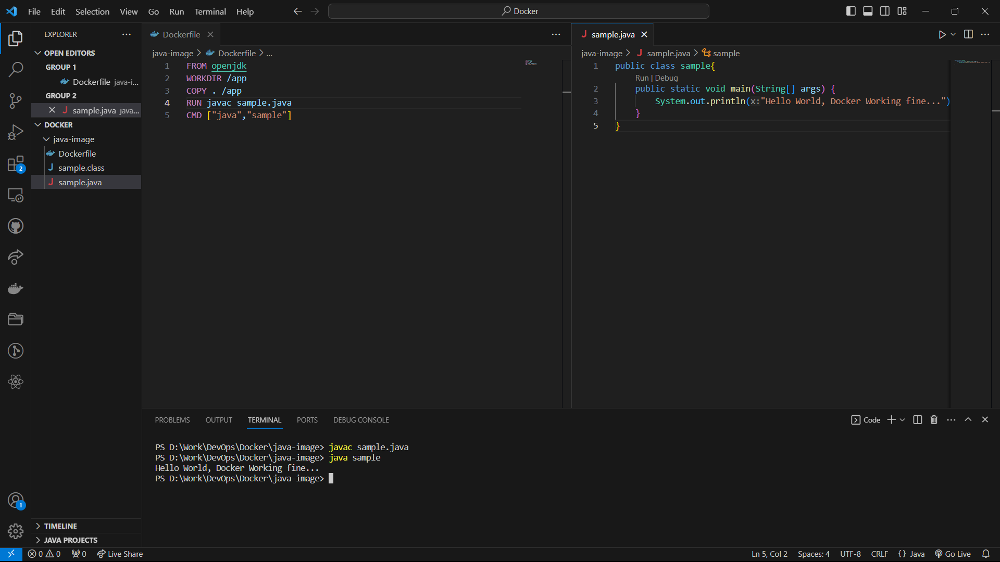 File Edit Selection View Go Run Terminal Help
Docker
EXPLORER
OPEN EDITORS
GROUP 1
Dockerfile java-i...
GROUP 2
sample.java java...
DOCKER
java-image
Dockerfile
sample.class
sample.java
TIMELINE
JAVA PROJECTS
2
1
Dockerfile
java-image > Dockerfile > ...
1 FROM openjdk
2 WORKDIR /app
3 COPY . /app
4 RUN javac sample.java
5 CMD ["java","sample"]
sample.java
java-image > sample.java > sample
1 public class sample{
Run | Debug
2 public static void main(String[] args) {
3 System.out.println(x:"Hello World, Docker Working fine...")
4 }
5 }
PROBLEMS OUTPUT TERMINAL PORTS DEBUG CONSOLE
Code
PS D:\Work\DevOps\Docker\java-image> javac sample.java
PS D:\Work\DevOps\Docker\java-image> java sample
Hello World, Docker Working fine...
PS D:\Work\DevOps\Docker\java-image>
0 0 0 Live Share
Ln 5, Col 2 Spaces: 4 UTF-8 CRLF {} Java Go Live